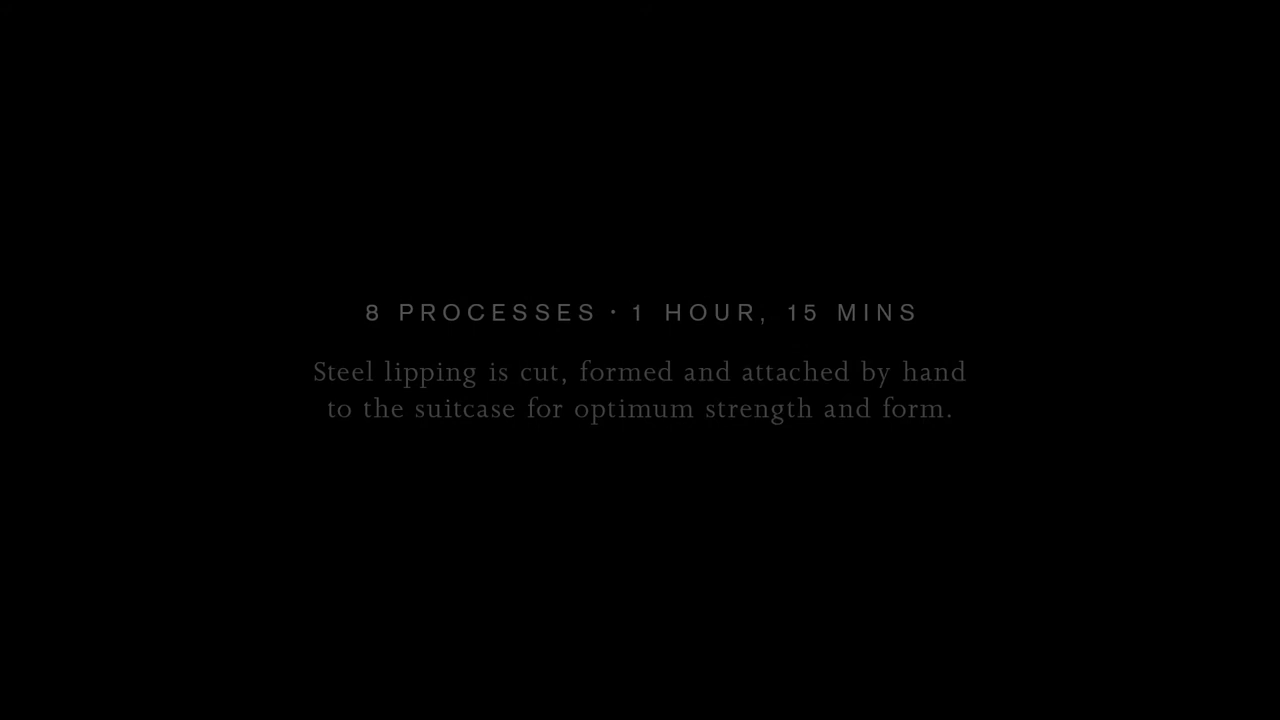 8 PROCESSES · 1 HOUR, 15 MINS
Steel lipping is cut, formed and attached by hand
to the suitcase for optimum strength and form.